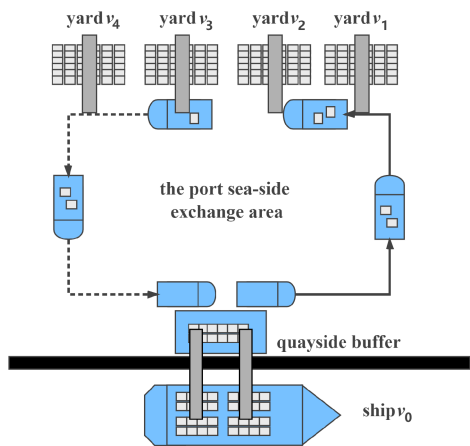 yard v₄
yard v₃
yard v₂
yard v₁
the port sea-side
exchange area
quayside buffer
ship v₀